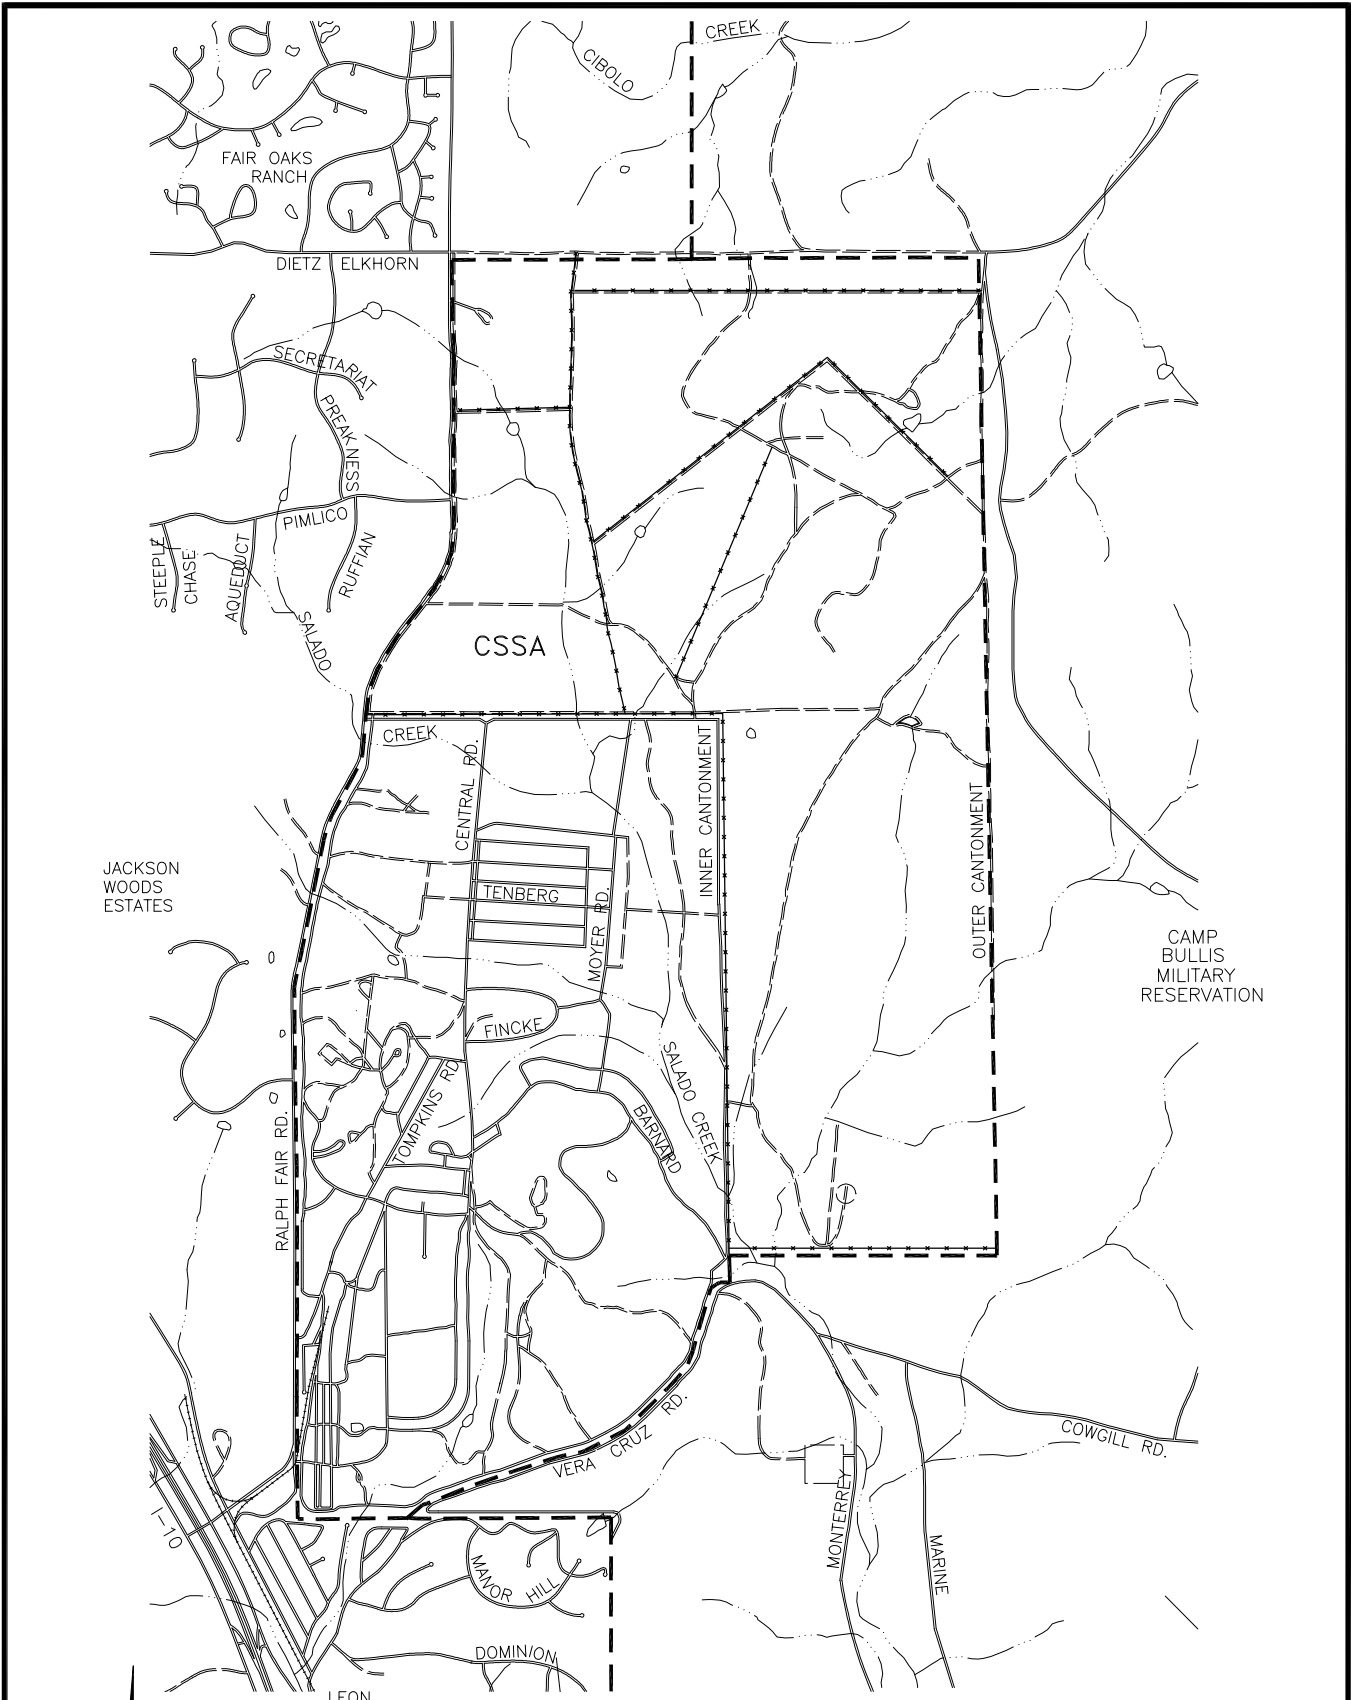 CREEK
CIBOLO
FAIR OAKS
RANCH
DIETZ ELKHORN
SECRETARIAT
PREAKNESS
PIMLICO
STEEPLE
CHASE
AQUEDUCT
RUFFIAN
SALADO
CSSA
CREEK
CENTRAL RD.
INNER CANTONMENT
OUTER CANTONMENT
JACKSON
WOODS
ESTATES
TENBERG
MOYER RD.
CAMP
BULLIS
MILITARY
RESERVATION
FINCKE
TOMPKINS RD
SALADO CREEK
BARNARD
RALPH FAIR RD.
VERA CRUZ RD.
COWGILL RD.
I-10
MONTERREY
MARINE
MANOR HILL
DOMINION
LEON